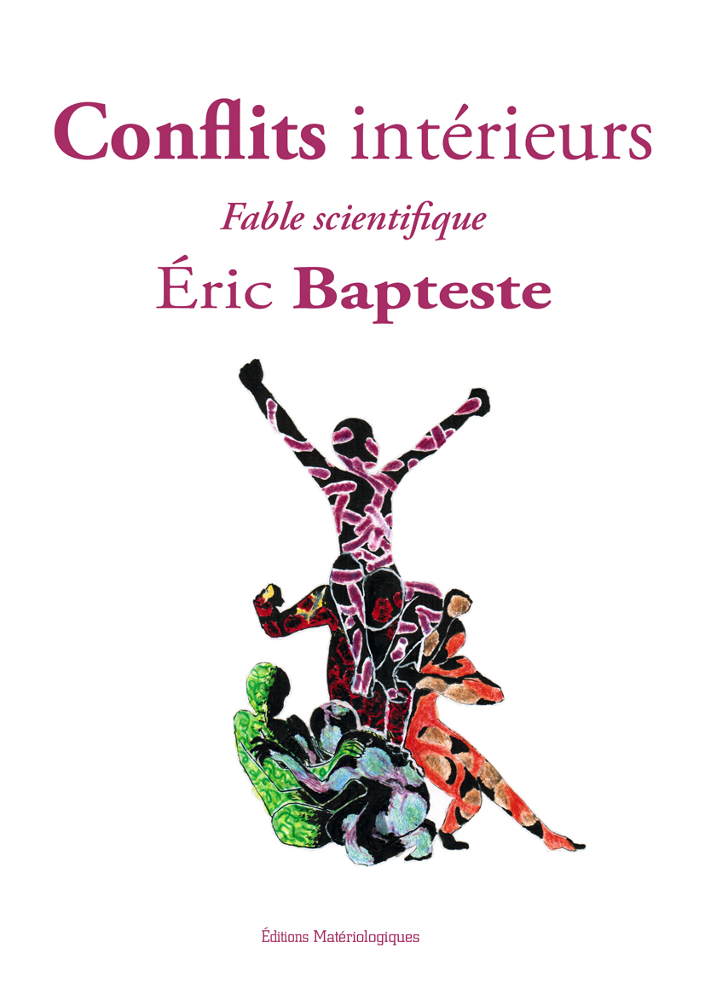 Conflits intérieurs
Fable scientifique
Éric Bapteste
Éditions Matériologiques